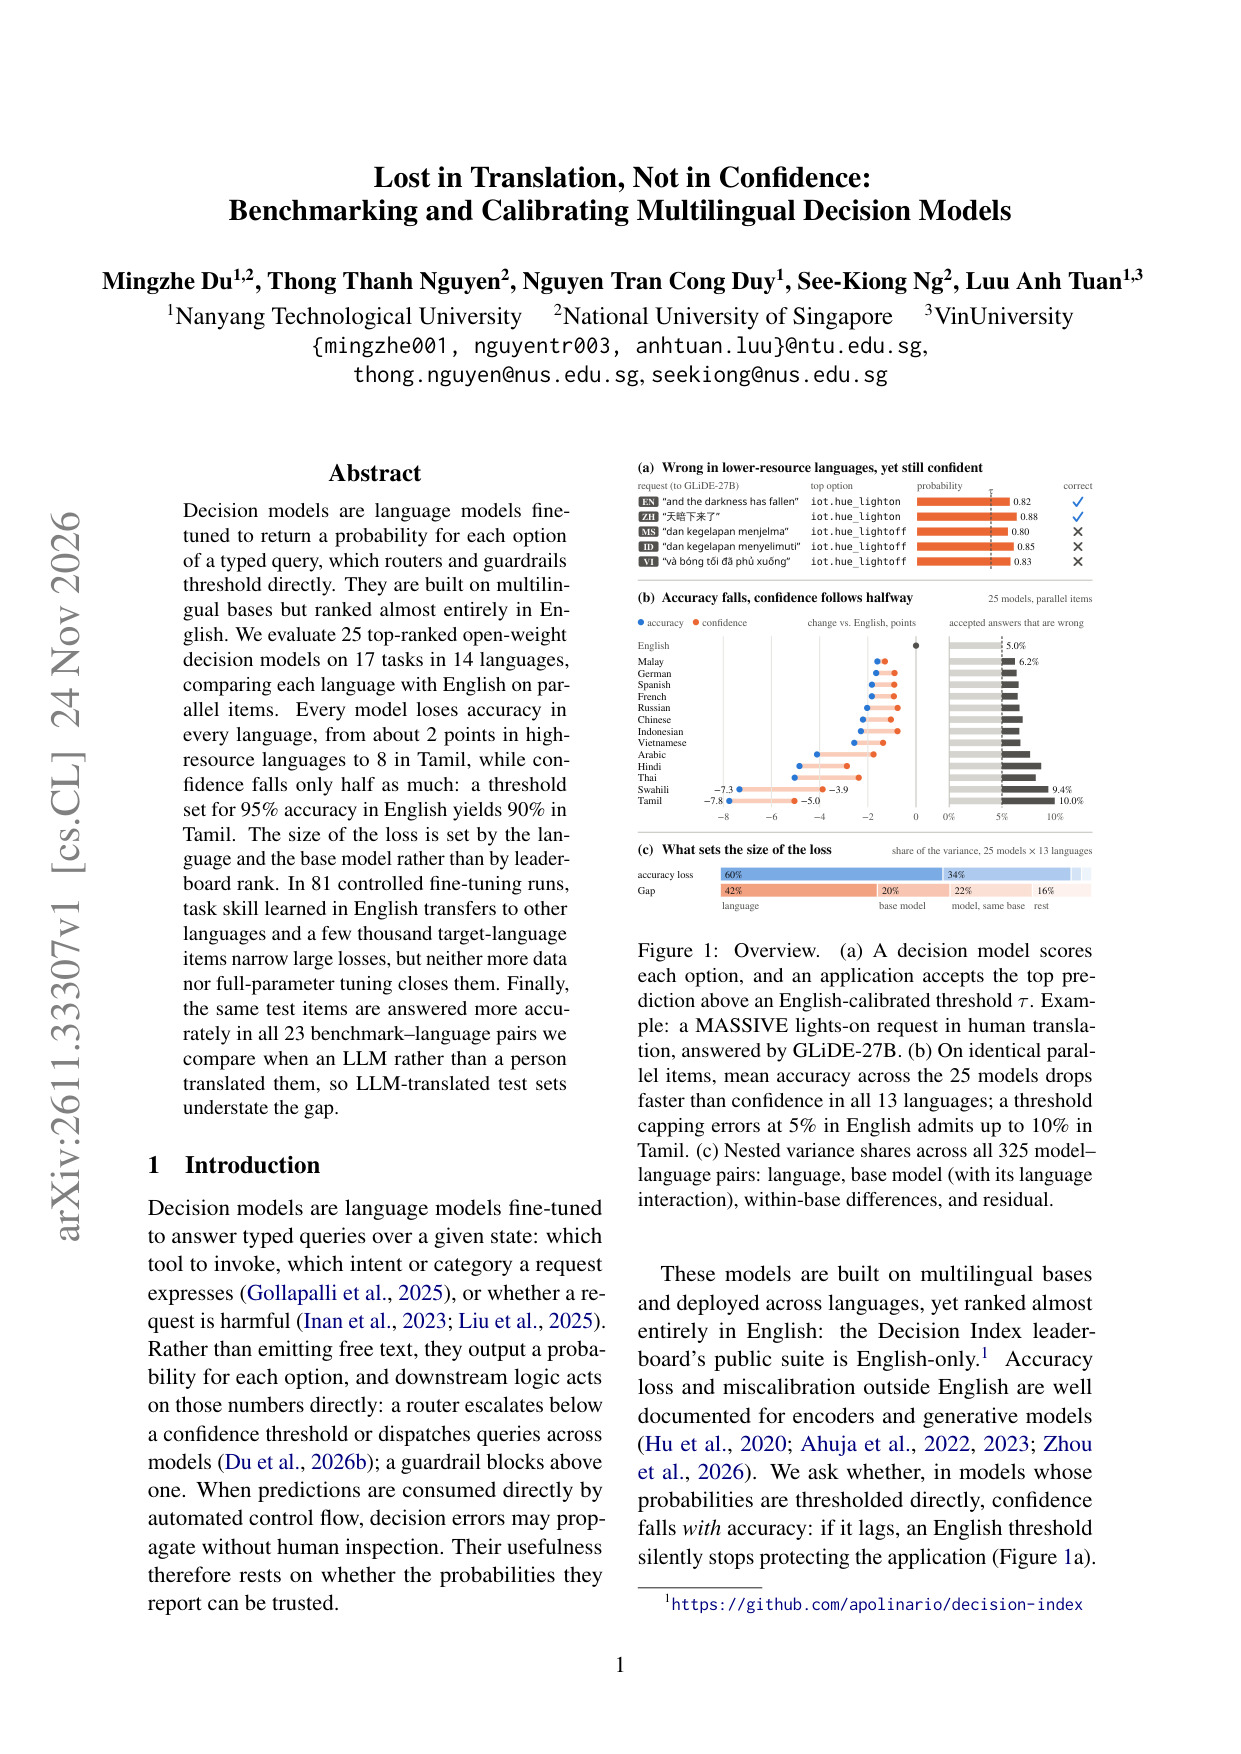 Lost in Translation, Not in Confidence:
Benchmarking and Calibrating Multilingual Decision Models
Mingzhe Du1,2, Thong Thanh Nguyen2, Nguyen Tran Cong Duy1, See-Kiong Ng2, Luu Anh Tuan1,3
1Nanyang Technological University 2National University of Singapore 3VinUniversity
{mingzhe001, nguyentr003, anhtuan.luu}@ntu.edu.sg,
thong.nguyen@nus.edu.sg, seekiong@nus.edu.sg
arXiv:2611.33307v1 [cs.CL] 24 Nov 2026
Abstract
Decision models are language models fine-
tuned to return a probability for each option
of a typed query, which routers and guardrails
threshold directly. They are built on multilin-
gual bases but ranked almost entirely in En-
glish. We evaluate 25 top-ranked open-weight
decision models on 17 tasks in 14 languages,
comparing each language with English on par-
allel items. Every model loses accuracy in
every language, from about 2 points in high-
resource languages to 8 in Tamil, while con-
fidence falls only half as much: a threshold
set for 95% accuracy in English yields 90% in
Tamil. The size of the loss is set by the lan-
guage and the base model rather than by leader-
board rank. In 81 controlled fine-tuning runs,
task skill learned in English transfers to other
languages and a few thousand target-language
items narrow large losses, but neither more data
nor full-parameter tuning closes them. Finally,
the same test items are answered more accu-
rately in all 23 benchmark–language pairs we
compare when an LLM rather than a person
translated them, so LLM-translated test sets
understate the gap.
1 Introduction
Decision models are language models fine-tuned
to answer typed queries over a given state: which
tool to invoke, which intent or category a request
expresses (Gollapalli et al., 2025), or whether a re-
quest is harmful (Inan et al., 2023; Liu et al., 2025).
Rather than emitting free text, they output a proba-
bility for each option, and downstream logic acts
on those numbers directly: a router escalates below
a confidence threshold or dispatches queries across
models (Du et al., 2026b); a guardrail blocks above
one. When predictions are consumed directly by
automated control flow, decision errors may prop-
agate without human inspection. Their usefulness
therefore rests on whether the probabilities they
report can be trusted.
(a) Wrong in lower-resource languages, yet still confident
request (to GLiDE-27B) top option probability τ correct
EN "and the darkness has fallen" iot.hue_lighton 0.82 ✓
ZH "天暗下来了" iot.hue_lighton 0.88 ✓
MS "dan kegelapan menjelma" iot.hue_lightoff 0.80 ✕
ID "dan kegelapan menyelimuti" iot.hue_lightoff 0.85 ✕
VI "và bóng tối đã phủ xuống" iot.hue_lightoff 0.83 ✕
(b) Accuracy falls, confidence follows halfway 25 models, parallel items
accuracy confidence change vs. English, points accepted answers that are wrong
English 5.0%
Malay 6.2%
German
Spanish
French
Russian
Chinese
Indonesian
Vietnamese
Arabic
Hindi
Thai
Swahili −7.3 −3.9 9.4%
Tamil −7.8 −5.0 10.0%
−8 −6 −4 −2 0 0% 5% 10%
(c) What sets the size of the loss share of the variance, 25 models × 13 languages
accuracy loss 60% 34%
Gap 42% 20% 22% 16%
language base model model, same base rest
Figure 1: Overview. (a) A decision model scores
each option, and an application accepts the top pre-
diction above an English-calibrated threshold τ. Exam-
ple: a MASSIVE lights-on request in human transla-
tion, answered by GLiDE-27B. (b) On identical paral-
lel items, mean accuracy across the 25 models drops
faster than confidence in all 13 languages; a threshold
capping errors at 5% in English admits up to 10% in
Tamil. (c) Nested variance shares across all 325 model–
language pairs: language, base model (with its language
interaction), within-base differences, and residual.
These models are built on multilingual bases
and deployed across languages, yet ranked almost
entirely in English: the Decision Index leader-
board's public suite is English-only.1 Accuracy
loss and miscalibration outside English are well
documented for encoders and generative models
(Hu et al., 2020; Ahuja et al., 2022, 2023; Zhou
et al., 2026). We ask whether, in models whose
probabilities are thresholded directly, confidence
falls with accuracy: if it lags, an English threshold
silently stops protecting the application (Figure 1a).
1https://github.com/apolinario/decision-index
1